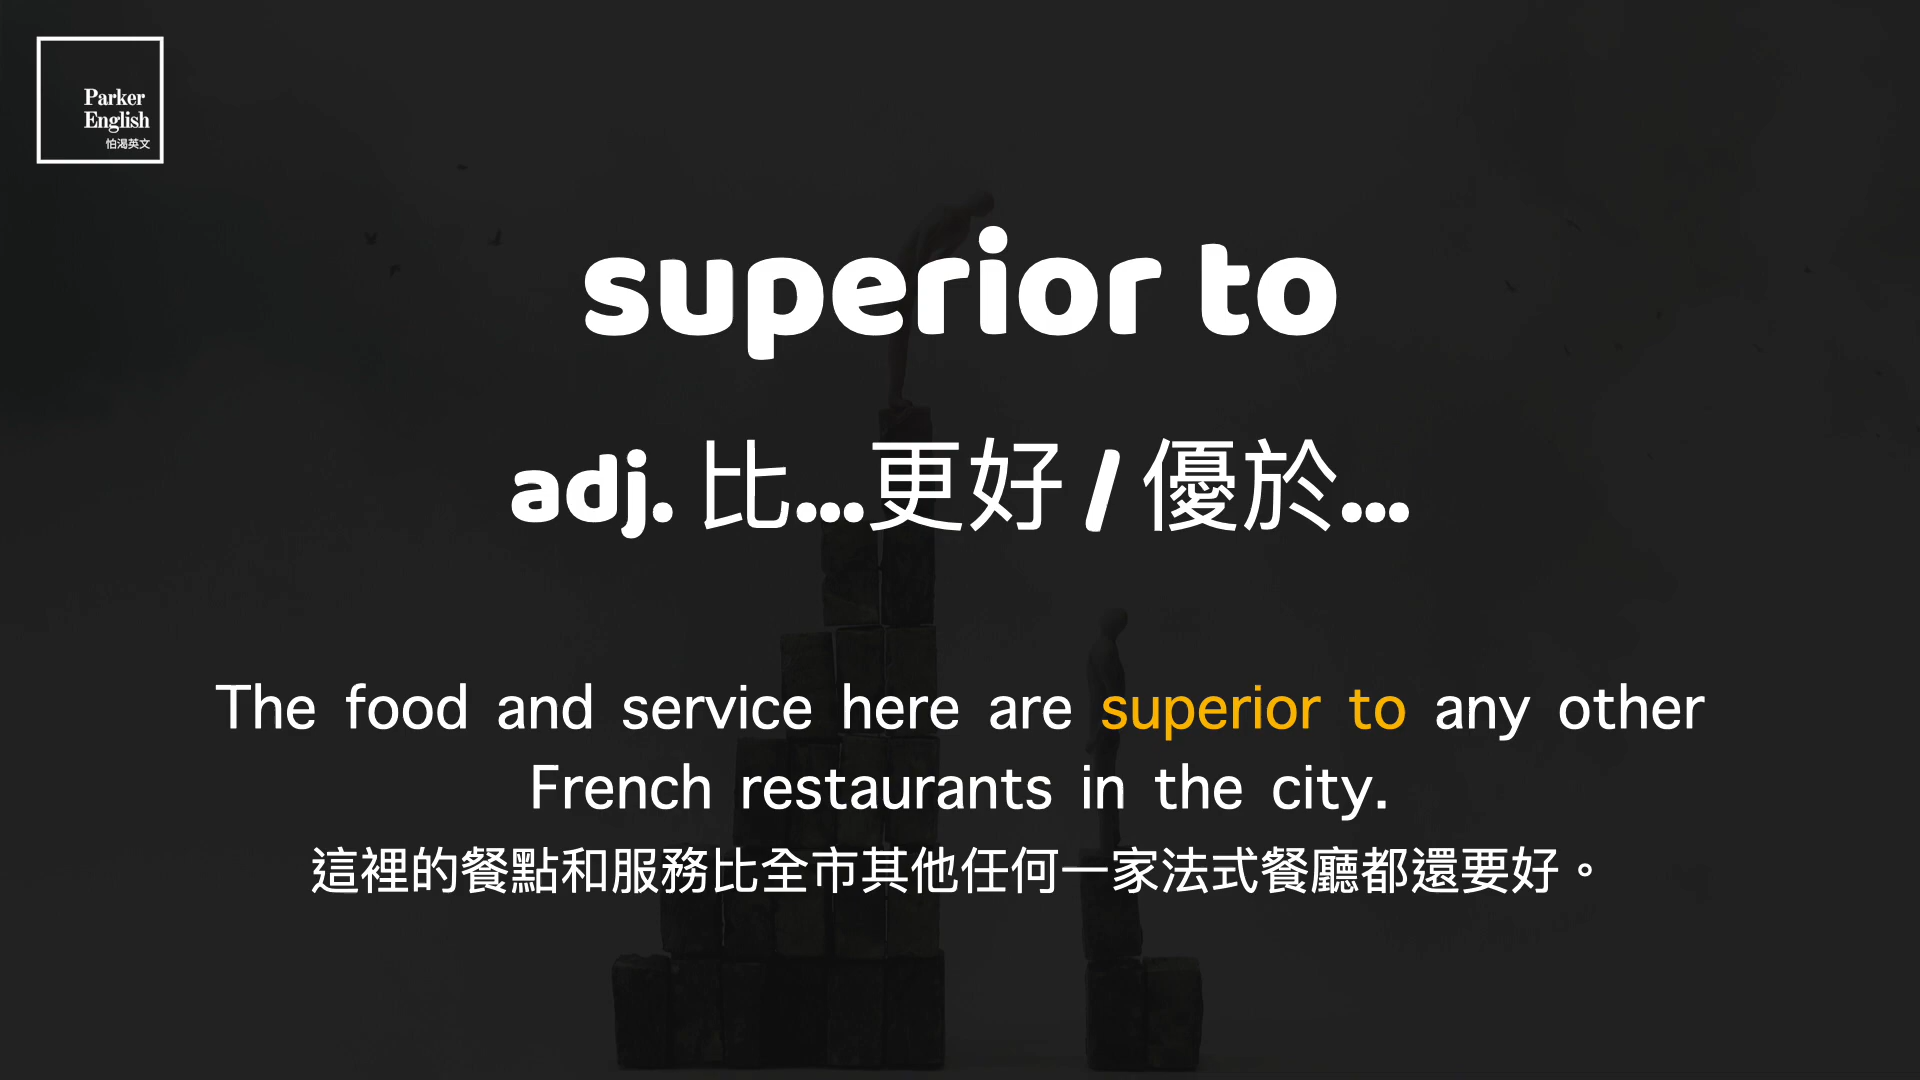 Parker
English
怕渴英文
superior to
adj. 比...更好 / 優於...
The food and service here are superior to any other
French restaurants in the city.
這裡的餐點和服務比全市其他任何一家法式餐廳都還要好。